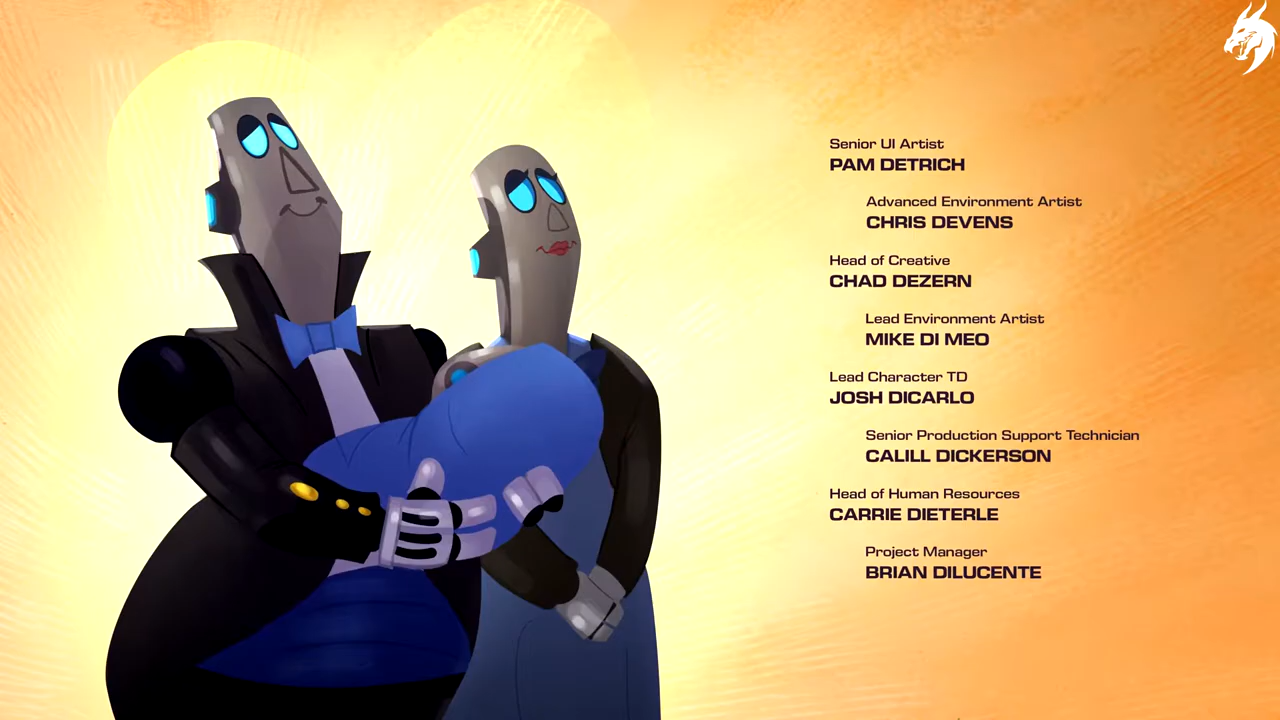 Senior UI Artist
PAM DETRICH
Advanced Environment Artist
CHRIS DEVENS
Head of Creative
CHAD DEZERN
Lead Environment Artist
MIKE DI MEO
Lead Character TD
JOSH DICARLO
Senior Production Support Technician
CALILL DICKERSON
Head of Human Resources
CARRIE DIETERLE
Project Manager
BRIAN DILUCENTE